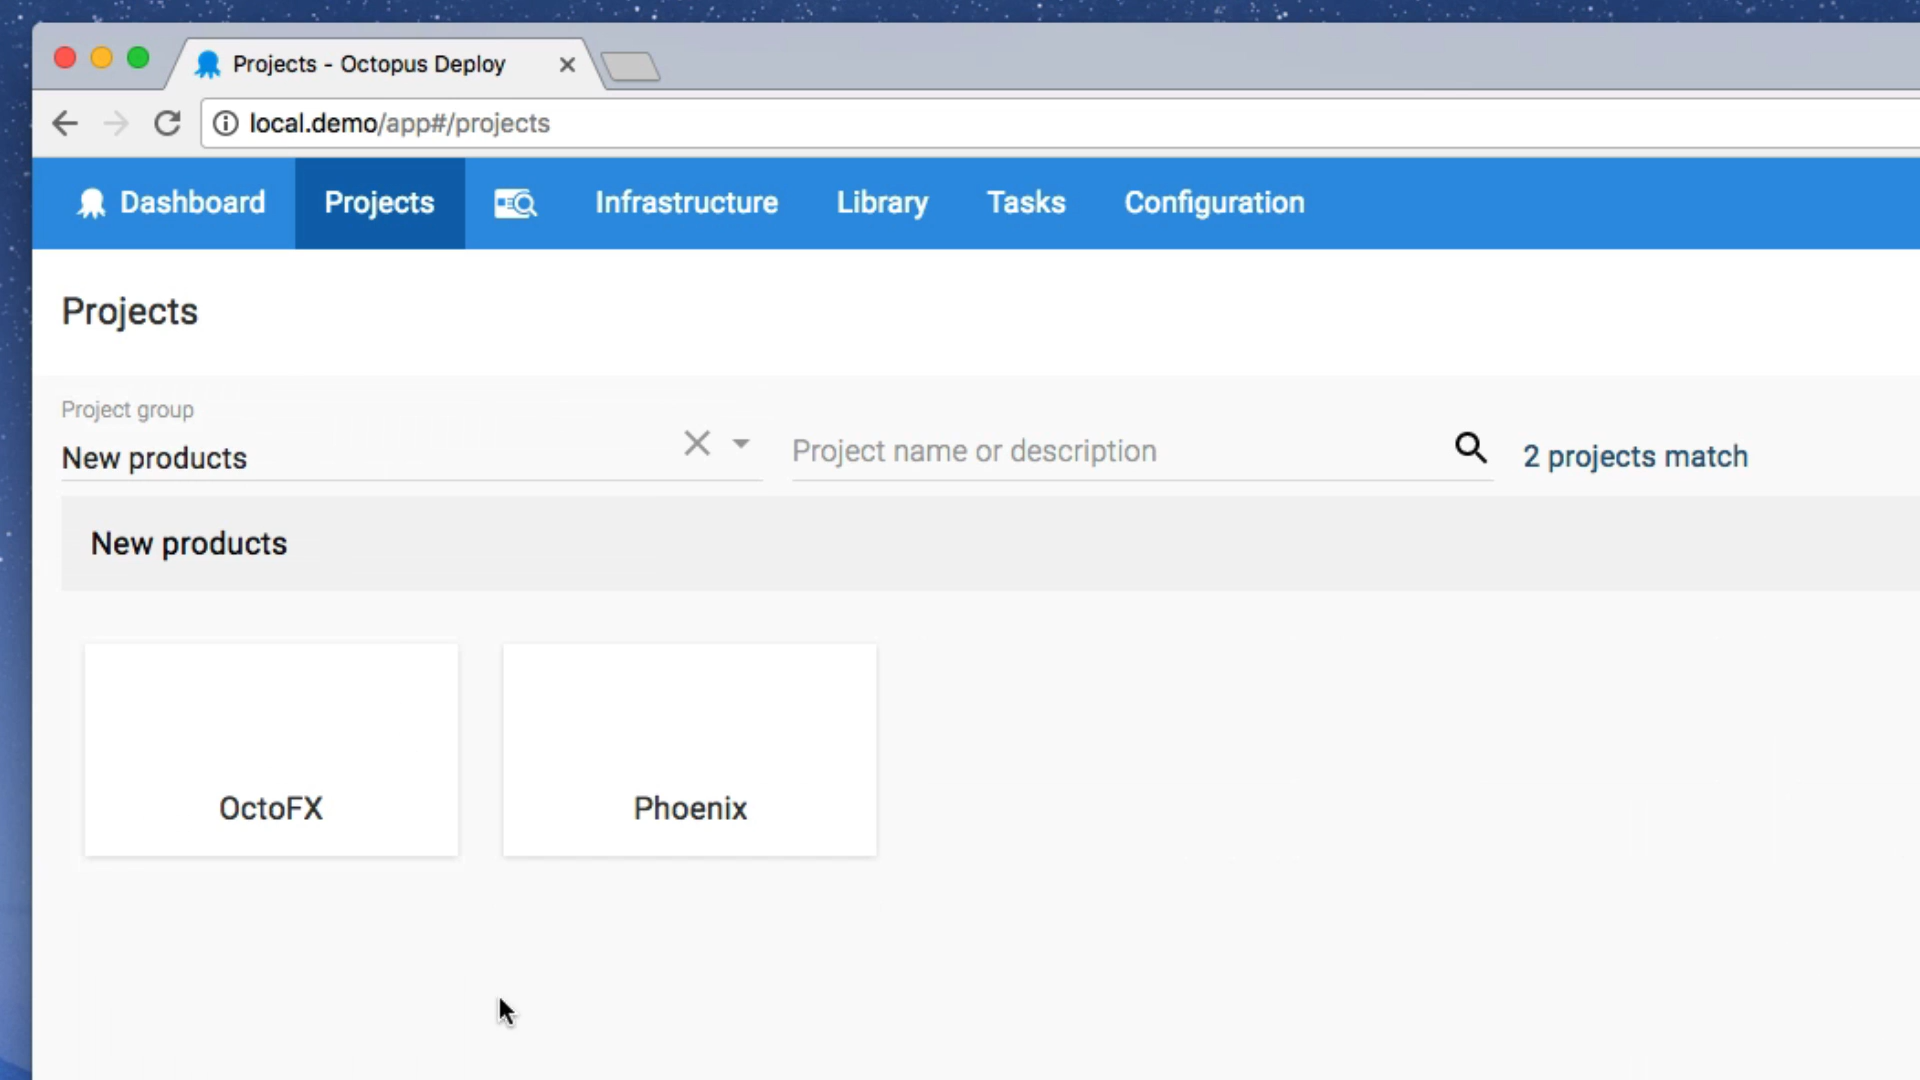 Projects - Octopus Deploy
local.demo/app#/projects
Dashboard Projects Infrastructure Library Tasks Configuration
Projects
Project group
New products
Project name or description
2 projects match
New products
OctoFX
Phoenix